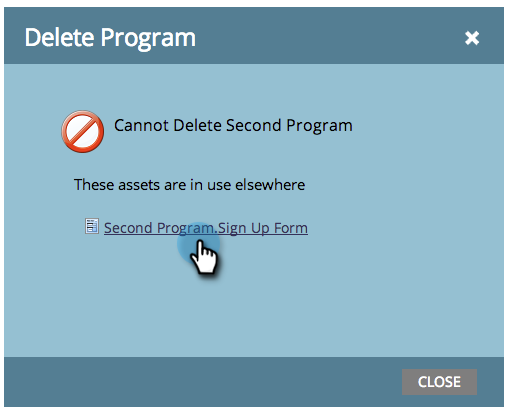 Delete Program
Cannot Delete Second Program
These assets are in use elsewhere
Second Program.Sign Up Form
CLOSE